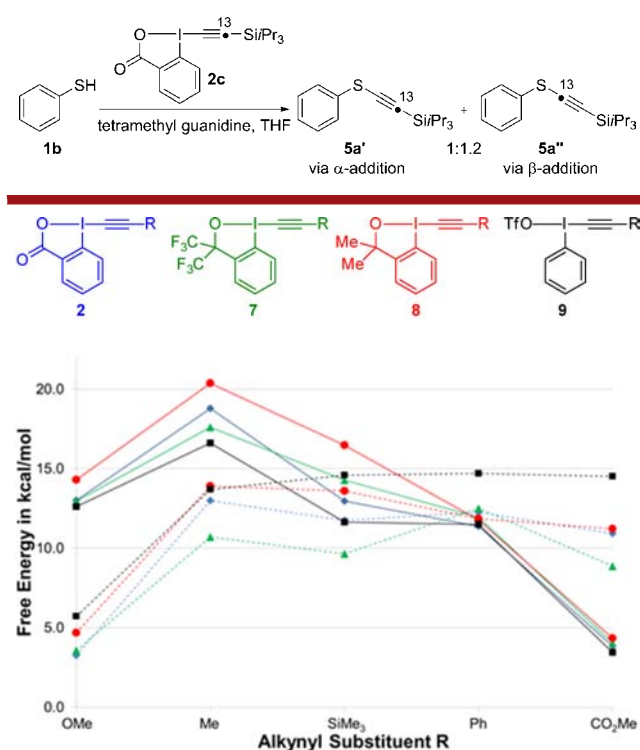 13
O I Si/Pr₃
O
2c
SH
1b
tetramethyl guanidine, THF
13
S
Si/Pr₃
5a'
via α-addition
1:1.2
+
S 13
Si/Pr₃
5a"
via β-addition
O I R
O
2
O I R
F₃C
F₃C
7
O I R
Me
Me
8
TfO I R
9
Free Energy in kcal/mol
20.0
15.0
10.0
5.0
0.0
OMe Me SiMe₃ Ph CO₂Me
Alkynyl Substituent R